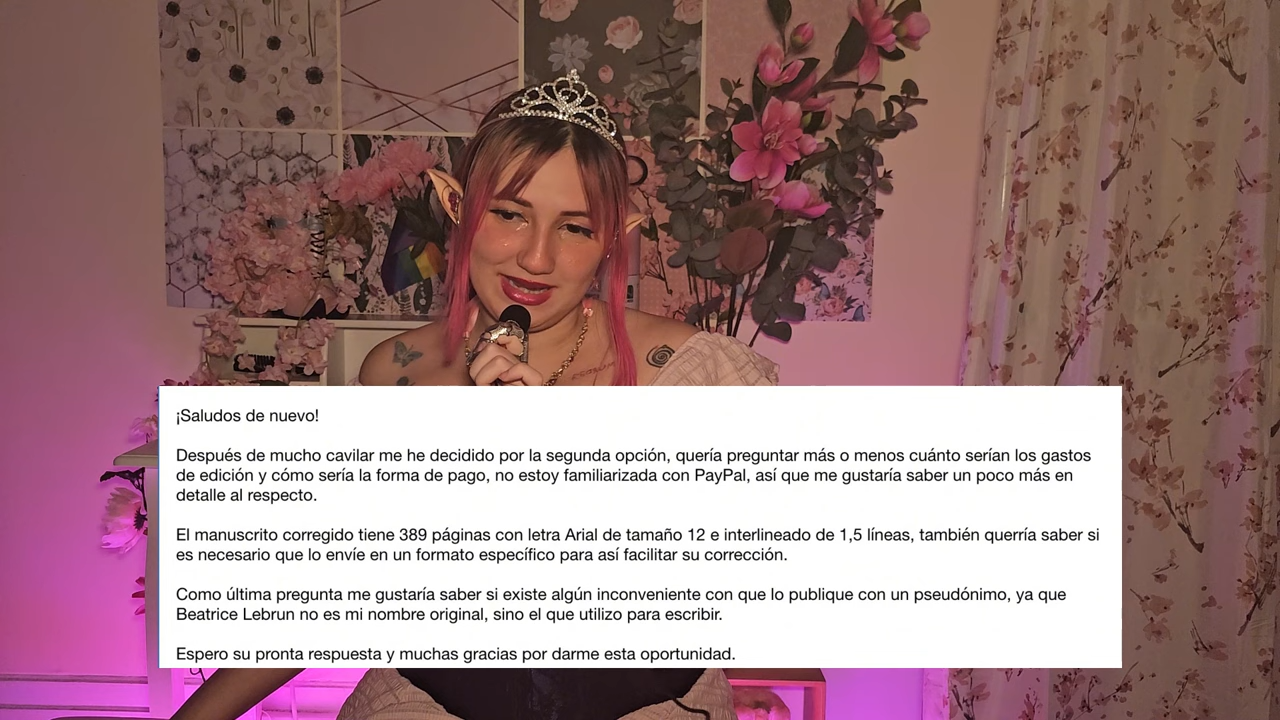 ¡Saludos de nuevo!
Después de mucho cavilar me he decidido por la segunda opción, quería preguntar más o menos cuánto serían los gastos
de edición y cómo sería la forma de pago, no estoy familiarizada con PayPal, así que me gustaría saber un poco más en
detalle al respecto.
El manuscrito corregido tiene 389 páginas con letra Arial de tamaño 12 e interlineado de 1,5 líneas, también querría saber si
es necesario que lo envíe en un formato específico para así facilitar su corrección.
Como última pregunta me gustaría saber si existe algún inconveniente con que lo publique con un pseudónimo, ya que
Beatrice Lebrun no es mi nombre original, sino el que utilizo para escribir.
Espero su pronta respuesta y muchas gracias por darme esta oportunidad.